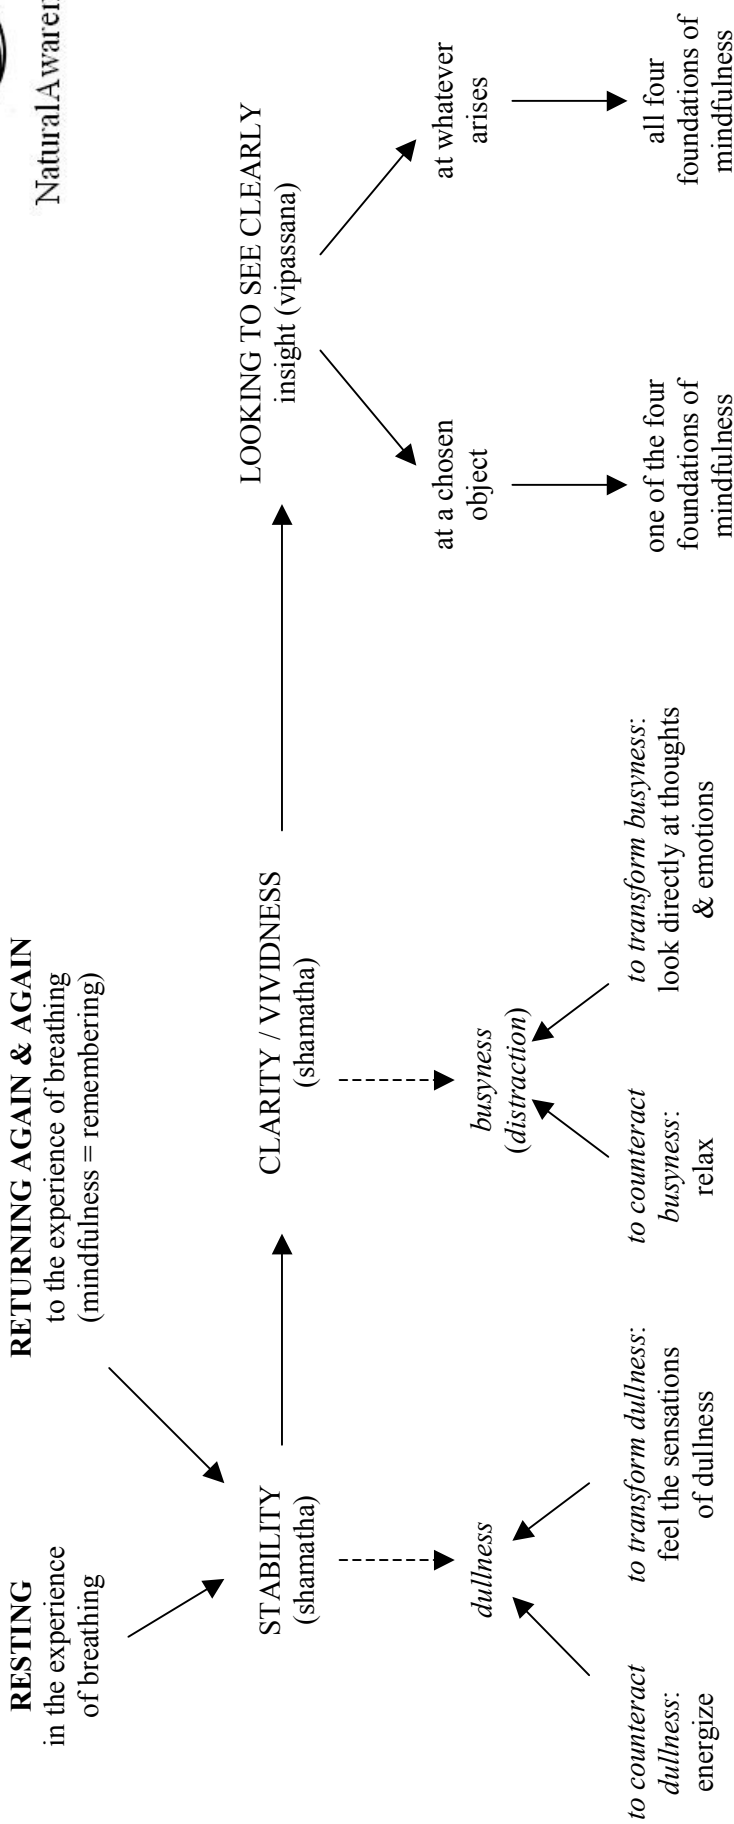 NaturalAwaren
RESTING
in the experience
of breathing
RETURNING AGAIN & AGAIN
to the experience of breathing
(mindfulness = remembering)
STABILITY
(shamatha)
CLARITY / VIVIDNESS
(shamatha)
LOOKING TO SEE CLEARLY
insight (vipassana)
dullness
busyness
(distraction)
at a chosen
object
at whatever
arises
to counteract
dullness:
energize
to transform dullness:
feel the sensations
of dullness
to counteract
busyness:
relax
to transform busyness:
look directly at thoughts
& emotions
one of the four
foundations of
mindfulness
all four
foundations of
mindfulness